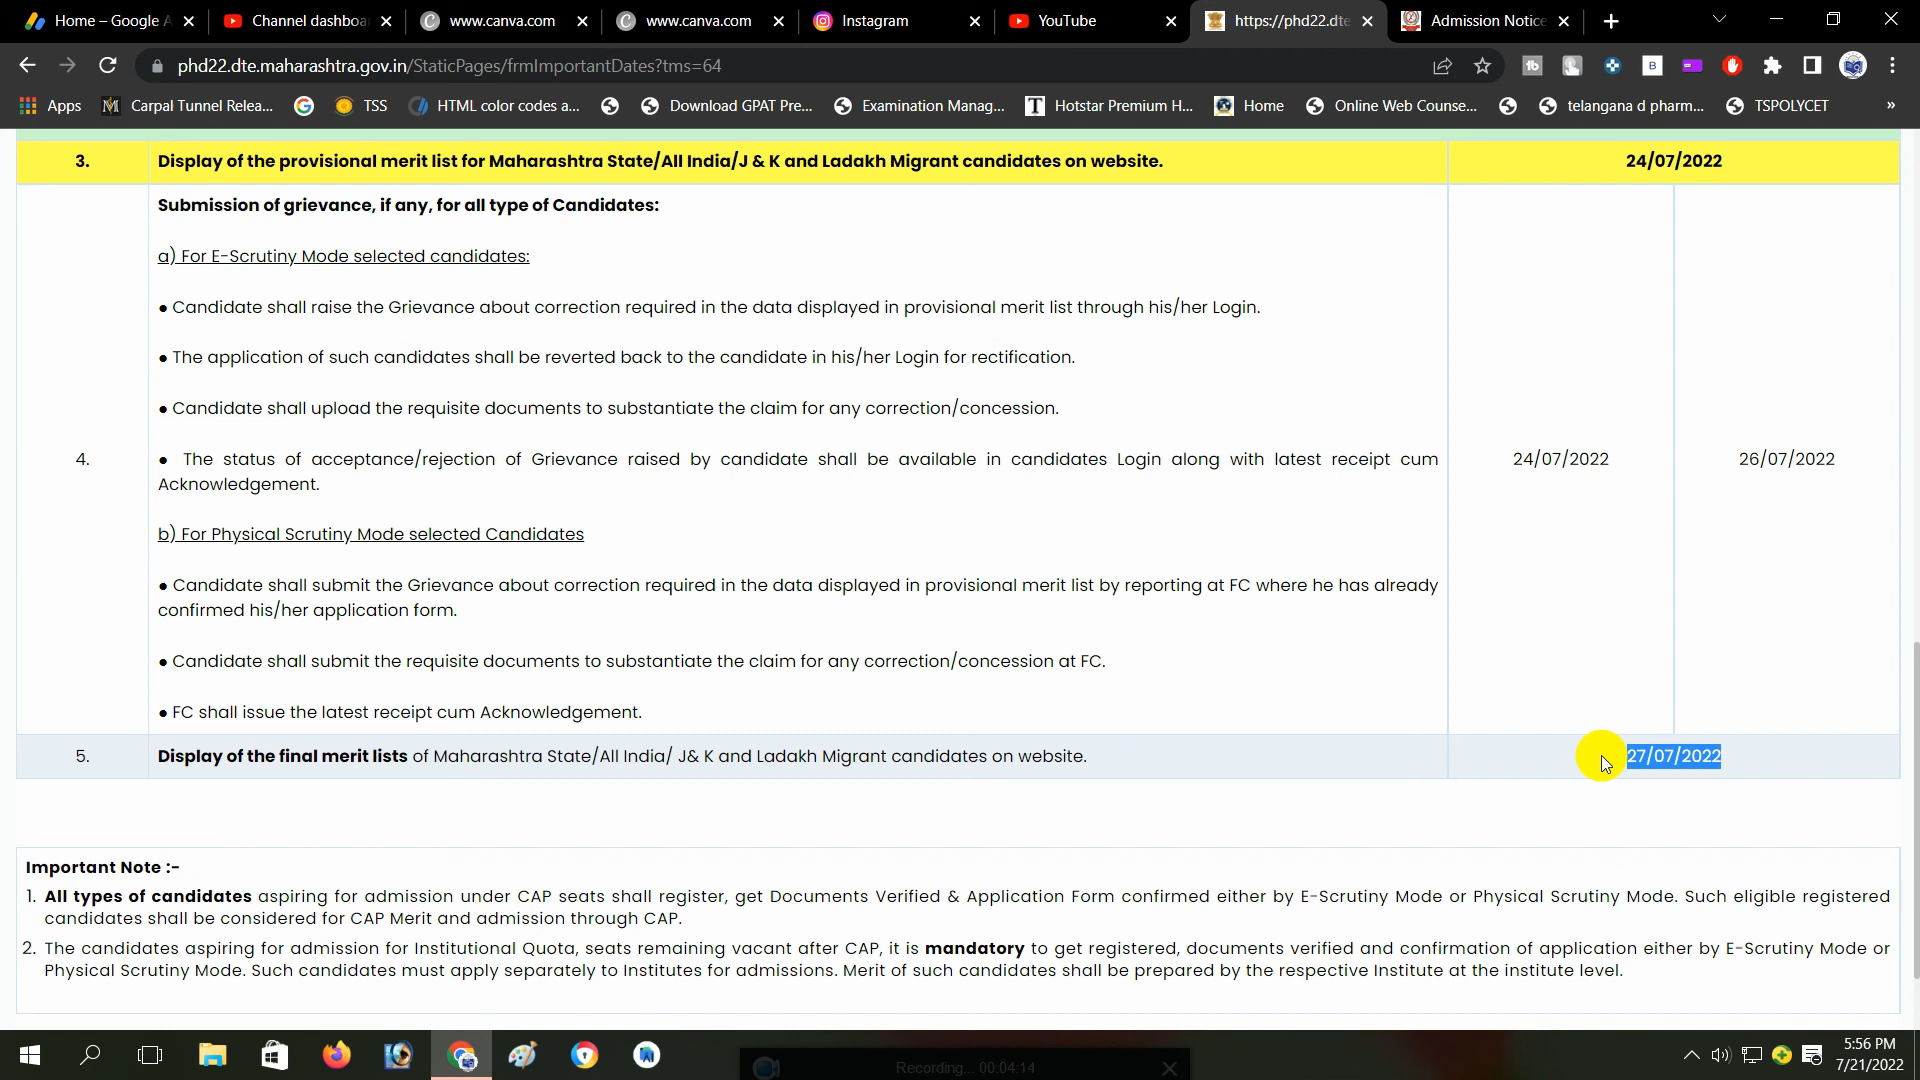 Home – Google A
Channel dashboa
www.canva.com
www.canva.com
Instagram
YouTube
https://phd22.dte
Admission Notice
phd22.dte.maharashtra.gov.in/StaticPages/frmImportantDates?tms=64
Apps
Carpal Tunnel Relea...
TSS
HTML color codes a...
Download GPAT Pre...
Examination Manag...
Hotstar Premium H...
Home
Online Web Counse...
telangana d pharm...
TSPOLYCET
»
3. Display of the provisional merit list for Maharashtra State/All India/J & K and Ladakh Migrant candidates on website. 24/07/2022
Submission of grievance, if any, for all type of Candidates:
a) For E-Scrutiny Mode selected candidates:
● Candidate shall raise the Grievance about correction required in the data displayed in provisional merit list through his/her Login.
● The application of such candidates shall be reverted back to the candidate in his/her Login for rectification.
● Candidate shall upload the requisite documents to substantiate the claim for any correction/concession.
4. ● The status of acceptance/rejection of Grievance raised by candidate shall be available in candidates Login along with latest receipt cum 24/07/2022 26/07/2022
Acknowledgement.
b) For Physical Scrutiny Mode selected Candidates
● Candidate shall submit the Grievance about correction required in the data displayed in provisional merit list by reporting at FC where he has already
confirmed his/her application form.
● Candidate shall submit the requisite documents to substantiate the claim for any correction/concession at FC.
● FC shall issue the latest receipt cum Acknowledgement.
5. Display of the final merit lists of Maharashtra State/All India/ J& K and Ladakh Migrant candidates on website. 27/07/2022
Important Note :-
1. All types of candidates aspiring for admission under CAP seats shall register, get Documents Verified & Application Form confirmed either by E-Scrutiny Mode or Physical Scrutiny Mode. Such eligible registered
candidates shall be considered for CAP Merit and admission through CAP.
2. The candidates aspiring for admission for Institutional Quota, seats remaining vacant after CAP, it is mandatory to get registered, documents verified and confirmation of application either by E-Scrutiny Mode or
Physical Scrutiny Mode. Such candidates must apply separately to Institutes for admissions. Merit of such candidates shall be prepared by the respective Institute at the institute level.
Recording... 00:04:14
5:56 PM
7/21/2022